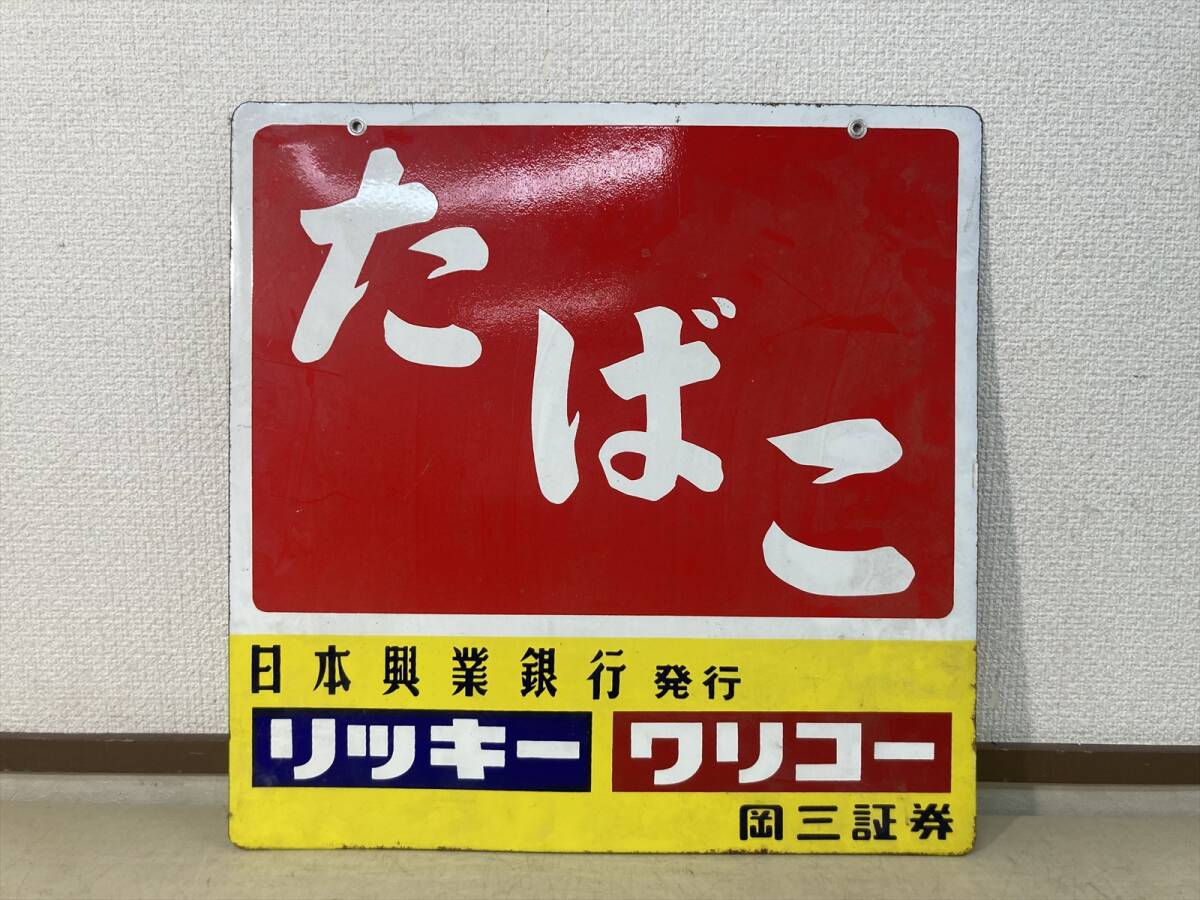 たばこ
日本興業銀行 発行
リッキー ワリコー
岡三証券